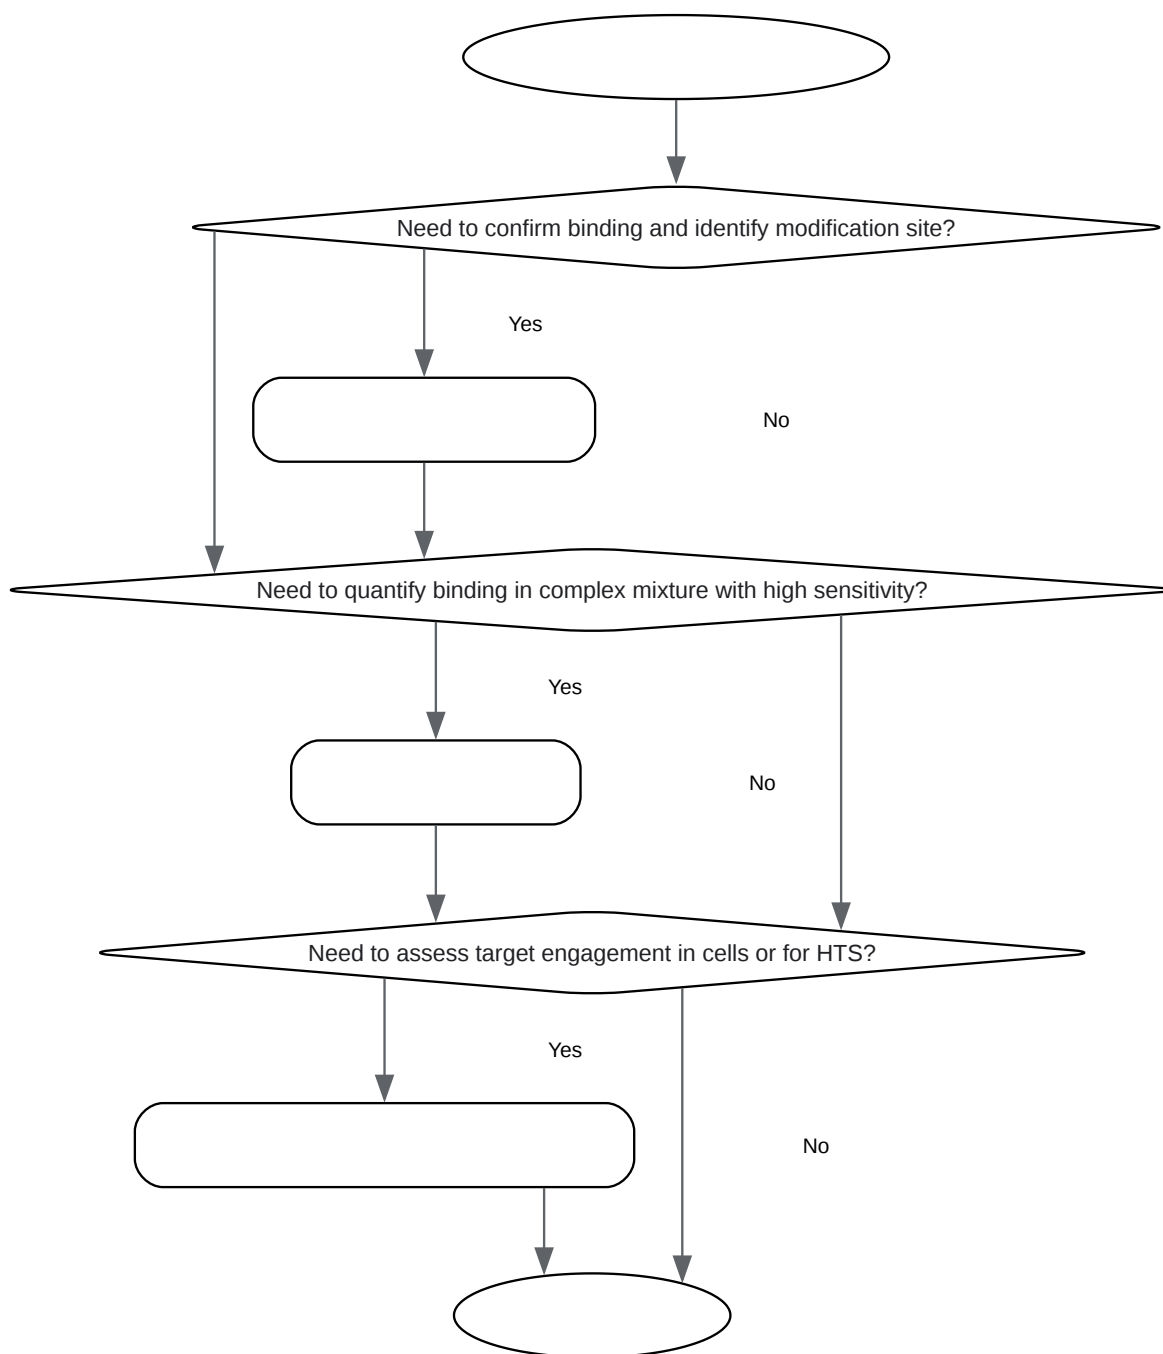 Need to confirm binding and identify modification site?
Yes
No
Need to quantify binding in complex mixture with high sensitivity?
Yes
No
Need to assess target engagement in cells or for HTS?
Yes
No